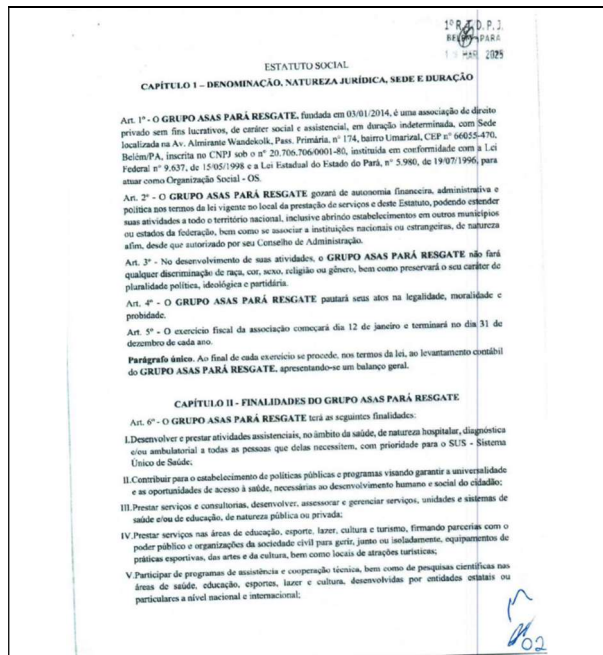 1º R.T.D.P.J.
BELÉM-PARÁ
MAR 2025
ESTATUTO SOCIAL
CAPÍTULO 1 – DENOMINAÇÃO, NATUREZA JURÍDICA, SEDE E DURAÇÃO
Art. 1º - O GRUPO ASAS PARÁ RESGATE, fundada em 03/01/2014, é uma associação de direito
privado sem fins lucrativos, de caráter social e assistencial, em duração indeterminada, com Sede
localizada na Av. Almirante Wandekolk, Pass. Primária, nº 174, bairro Umarizal, CEP nº 66055-470,
Belém/PA, inscrita no CNPJ sob o nº 20.706.706/0001-80, instituída em conformidade com a Lei
Federal nº 9.637, de 15/05/1998 e a Lei Estadual do Estado do Pará, nº 5.980, de 19/07/1996, para
atuar como Organização Social - OS.
Art. 2º - O GRUPO ASAS PARÁ RESGATE gozará de autonomia financeira, administrativa e
política nos termos da lei vigente no local da prestação de serviços e deste Estatuto, podendo estender
suas atividades a todo o território nacional, inclusive abrindo estabelecimentos em outros municípios
ou estados da federação, bem como se associar a instituições nacionais ou estrangeiras, de natureza
afim, desde que autorizado por seu Conselho de Administração.
Art. 3º - No desenvolvimento de suas atividades, o GRUPO ASAS PARÁ RESGATE não fará
qualquer discriminação de raça, cor, sexo, religião ou gênero, bem como preservará o seu caráter de
pluralidade política, ideológica e partidária.
Art. 4º - O GRUPO ASAS PARÁ RESGATE pautará seus atos na legalidade, moralidade e
probidade.
Art. 5º - O exercício fiscal da associação começará dia 12 de janeiro e terminará no dia 31 de
dezembro de cada ano.
Parágrafo único. Ao final de cada exercício se procede, nos termos da lei, ao levantamento contábil
do GRUPO ASAS PARÁ RESGATE, apresentando-se um balanço geral.
CAPÍTULO II - FINALIDADES DO GRUPO ASAS PARÁ RESGATE
Art. 6º - O GRUPO ASAS PARÁ RESGATE terá as seguintes finalidades:
I.Desenvolver e prestar atividades assistenciais, no âmbito da saúde, de natureza hospitalar, diagnóstica
e/ou ambulatorial a todas as pessoas que delas necessitem, com prioridade para o SUS - Sistema
Único de Saúde;
II.Contribuir para o estabelecimento de políticas públicas e programas visando garantir a universalidade
e as oportunidades de acesso à saúde, necessárias ao desenvolvimento humano e social do cidadão;
III.Prestar serviços e consultorias, desenvolver, assessorar e gerenciar serviços, unidades e sistemas de
saúde e/ou de educação, de natureza pública ou privada;
IV.Prestar serviços nas áreas de educação, esporte, lazer, cultura e turismo, firmando parcerias com o
poder público e organizações da sociedade civil para gerir, junto ou isoladamente, equipamentos de
práticas esportivas, das artes e da cultura, bem como locais de atrações turísticas;
V.Participar de programas de assistência e cooperação técnica, bem como de pesquisas científicas nas
áreas de saúde, educação, esportes, lazer e cultura, desenvolvidas por entidades estatais ou
particulares a nível nacional e internacional;
02